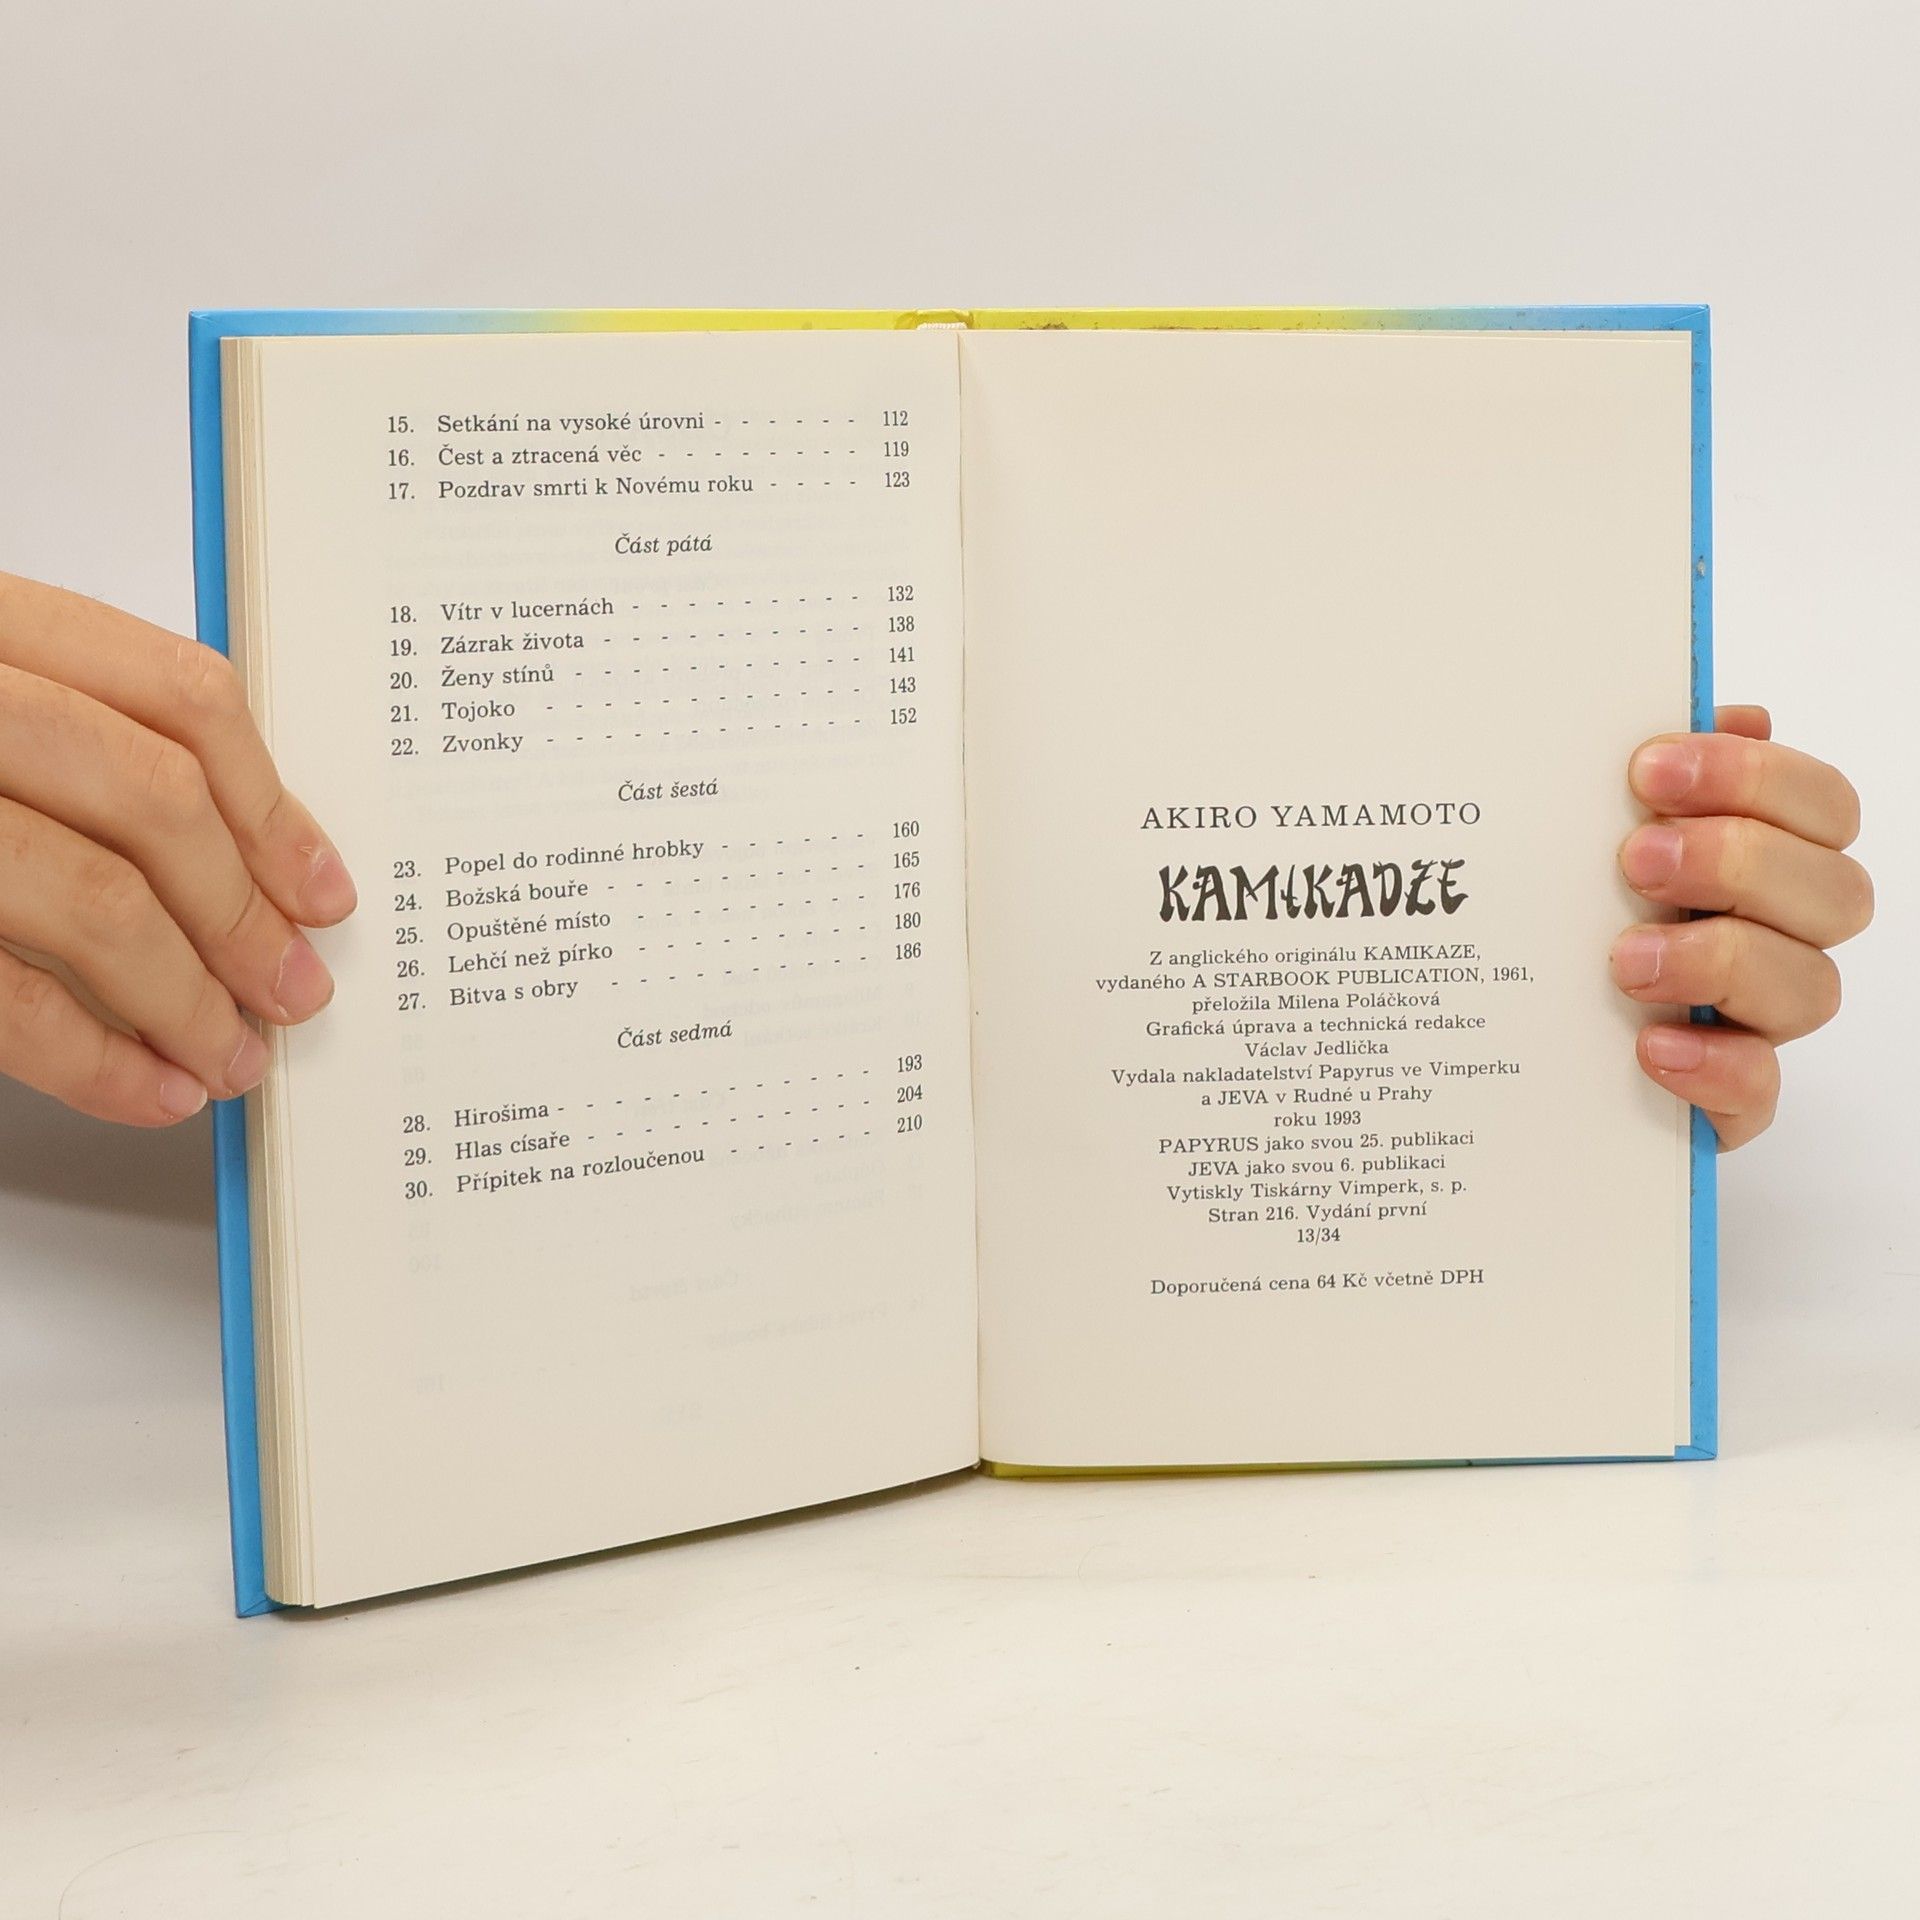 15. Setkání na vysoké úrovni - - - - - - 112
16. Čest a ztracená věc - - - - - - - - 119
17. Pozdrav smrti k Novému roku - - - - 123
Část pátá
18. Vítr v lucernách - - - - - - - - - 132
19. Zázrak života - - - - - - - - - - 138
20. Ženy stínů - - - - - - - - - - - 141
21. Tojoko - - - - - - - - - - - - 143
22. Zvonky - - - - - - - - - - - - 152
Část šestá
23. Popel do rodinné hrobky - - - - - - 160
24. Božská bouře - - - - - - - - - - 165
25. Opuštěné místo - - - - - - - - - 176
26. Lehčí než pírko - - - - - - - - - 180
27. Bitva s obry - - - - - - - - - - 186
Část sedmá
28. Hirošima - - - - - - - - - - - - 193
29. Hlas císaře - - - - - - - - - - - 204
30. Přípitek na rozloučenou - - - - - - 210
AKIRO YAMAMOTO
KAMIKADZE
Z anglického originálu KAMIKAZE,
vydaného A STARBOOK PUBLICATION, 1961,
přeložila Milena Poláčková
Grafická úprava a technická redakce
Václav Jedlička
Vydala nakladatelství Papyrus ve Vimperku
a JEVA v Rudné u Prahy
roku 1993
PAPYRUS jako svou 25. publikaci
JEVA jako svou 6. publikaci
Vytiskly Tiskárny Vimperk, s. p.
Stran 216. Vydání první
13/34
Doporučená cena 64 Kč včetně DPH